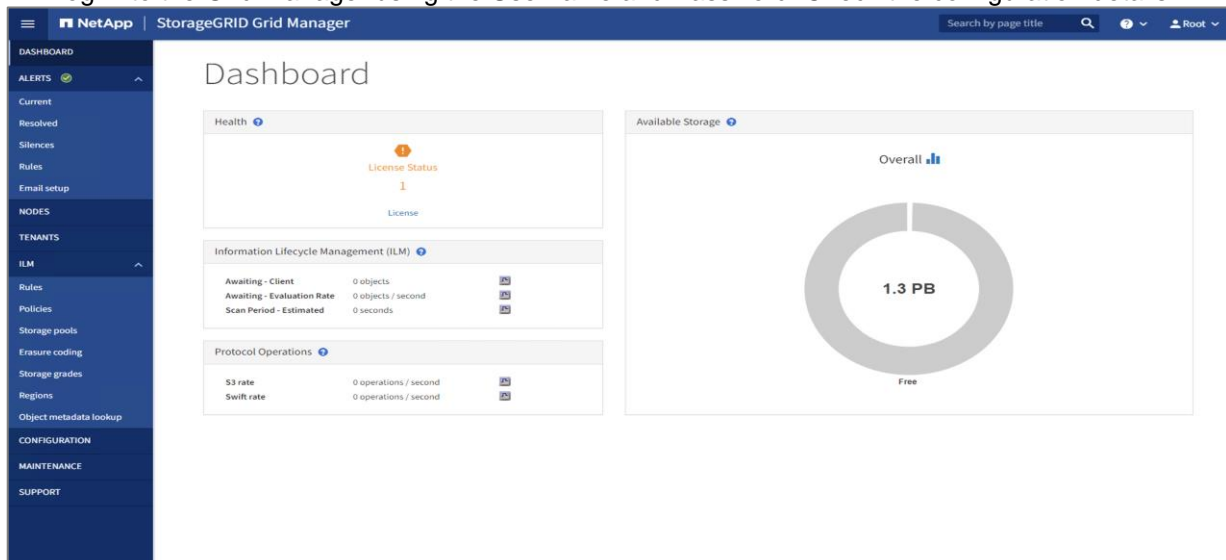 NetApp | StorageGRID Grid Manager
Search by page title
Root
DASHBOARD
ALERTS
Current
Resolved
Silences
Rules
Email setup
NODES
TENANTS
ILM
Rules
Policies
Storage pools
Erasure coding
Storage grades
Regions
Object metadata lookup
CONFIGURATION
MAINTENANCE
SUPPORT
Dashboard
Health
License Status
1
License
Information Lifecycle Management (ILM)
Awaiting - Client 0 objects
Awaiting - Evaluation Rate 0 objects / second
Scan Period - Estimated 0 seconds
Protocol Operations
S3 rate 0 operations / second
Swift rate 0 operations / second
Available Storage
Overall
1.3 PB
Free